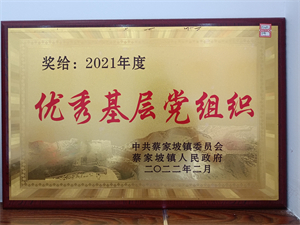 奖给：2021年度
优秀基层党组织
中共蔡家坡镇委员会
蔡家坡镇人民政府
二〇二二年二月